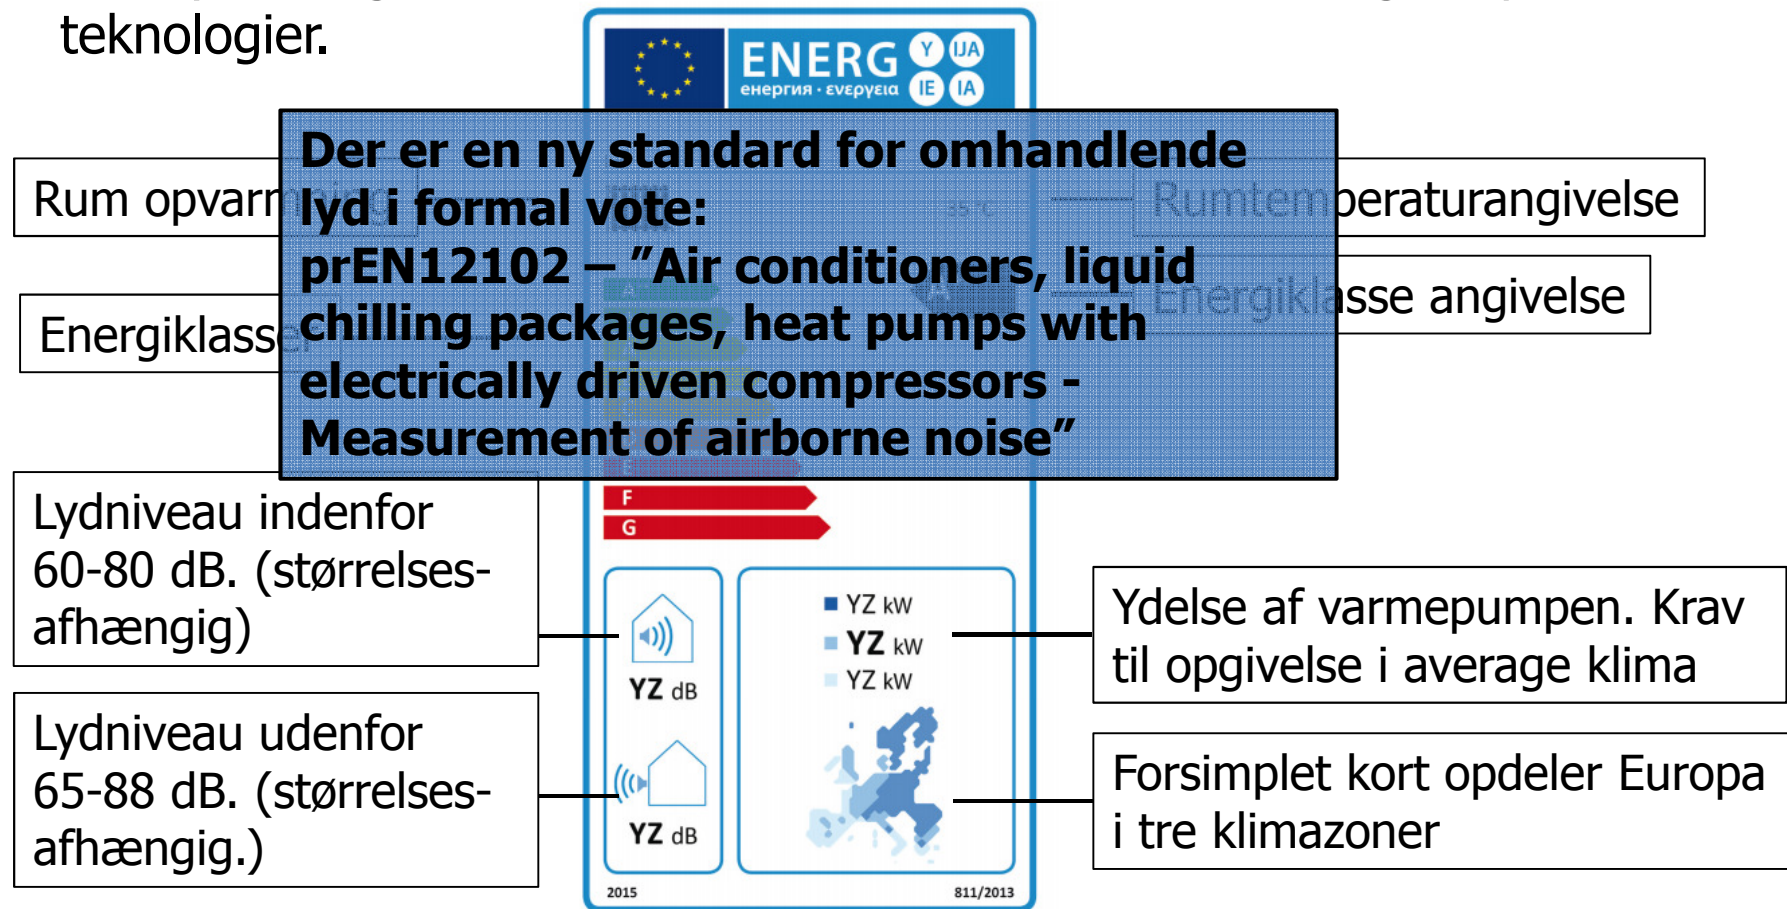 teknologier.
ENERG Y IJA
IE IA
енергия · ενεργεια
Der er en ny standard for omhandlende
lyd i formal vote:
prEN12102 – ”Air conditioners, liquid
chilling packages, heat pumps with
electrically driven compressors -
Measurement of airborne noise”
Rum opvarmning
35 °C
Rumtemperaturangivelse
Energiklasser
Energiklasse angivelse
F
G
Lydniveau indenfor
60-80 dB. (størrelses-
afhængig)
YZ dB
Lydniveau udenfor
65-88 dB. (størrelses-
afhængig.)
YZ dB
YZ kW
YZ kW
YZ kW
Ydelse af varmepumpen. Krav
til opgivelse i average klima
Forsimplet kort opdeler Europa
i tre klimazoner
2015
811/2013